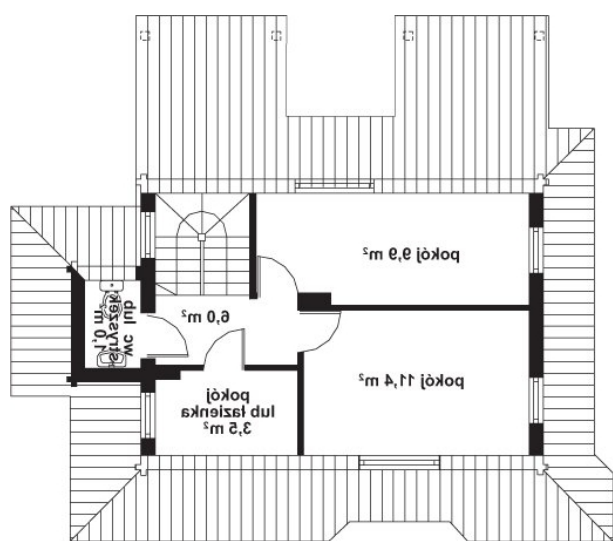 pokój 9,9 m²
6,0 m²
wc lub
stryszek
1,0 m²
pokój 11,4 m²
pokój
lub łazienka
3,5 m²